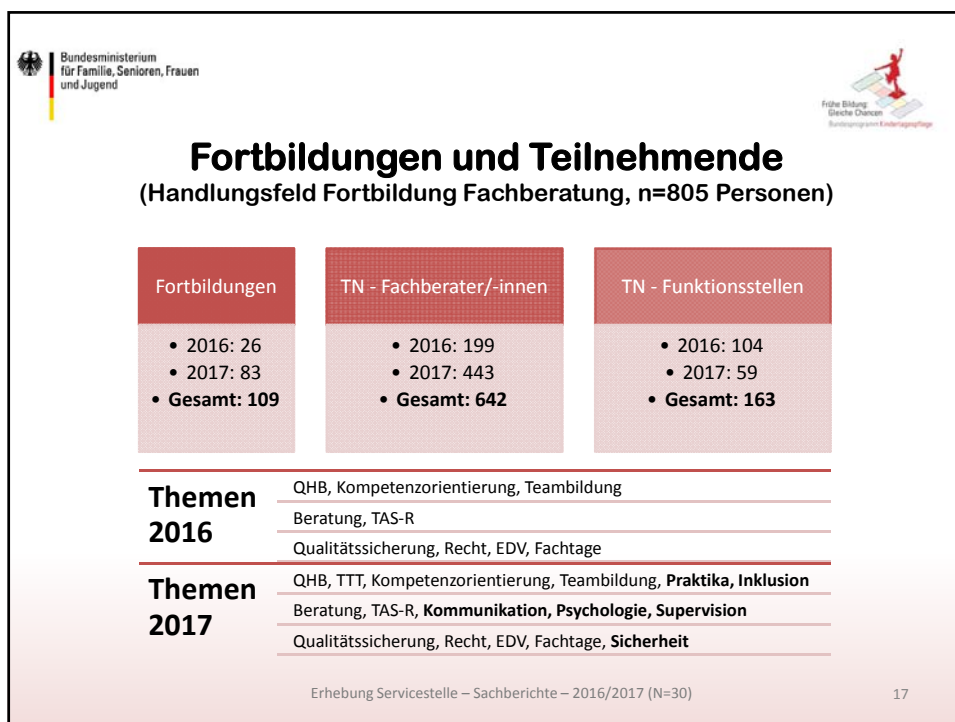 Bundesministerium
für Familie, Senioren, Frauen
und Jugend
Frühe Bildung:
Gleiche Chancen
Bundesprogramm Kindertagespflege
Fortbildungen und Teilnehmende
(Handlungsfeld Fortbildung Fachberatung, n=805 Personen)
Fortbildungen
• 2016: 26
• 2017: 83
• Gesamt: 109
TN - Fachberater/-innen
• 2016: 199
• 2017: 443
• Gesamt: 642
TN - Funktionsstellen
• 2016: 104
• 2017: 59
• Gesamt: 163
Themen
2016
QHB, Kompetenzorientierung, Teambildung
Beratung, TAS-R
Qualitätssicherung, Recht, EDV, Fachtage
Themen
2017
QHB, TTT, Kompetenzorientierung, Teambildung, Praktika, Inklusion
Beratung, TAS-R, Kommunikation, Psychologie, Supervision
Qualitätssicherung, Recht, EDV, Fachtage, Sicherheit
Erhebung Servicestelle – Sachberichte – 2016/2017 (N=30)
17